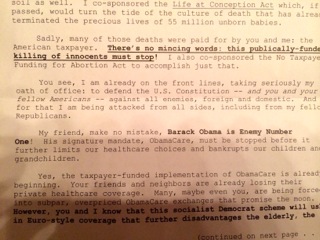 soil as well.  I co-sponsored the Life at Conception Act which, if
passed, would turn the tide of the culture of death that has already
terminated the precious lives of 55 million unborn babies.
Sadly, many of those deaths were paid for by you and me: the
American taxpayer.  There's no mincing words: this publically-funded
killing of innocents must stop!  I also co-sponsored the No Taxpayer
Funding for Abortion Act to accomplish just that.
You see, I am already on the front lines, taking seriously my
oath of office: to defend the U.S. Constitution -- and you and your
fellow Americans -- against all enemies, foreign and domestic.  And
for that I am being attacked from all sides, including from fellow
Republicans.
My friend, make no mistake, Barack Obama is Enemy Number
One!  His signature mandate, ObamaCare, must be stopped before it
further limits our healthcare choices and bankrupts our children and
grandchildren.
Yes, the taxpayer-funded implementation of ObamaCare is already
beginning.  Your friends and neighbors are already losing their
private healthcare coverage.  Many, maybe even you, are being forced
into subpar, overpriced ObamaCare exchanges that promise the moon.
However, you and I know that this socialist Democrat scheme will us
in Euro-style coverage that further disadvantages the elderly, the
(continued on next page . .